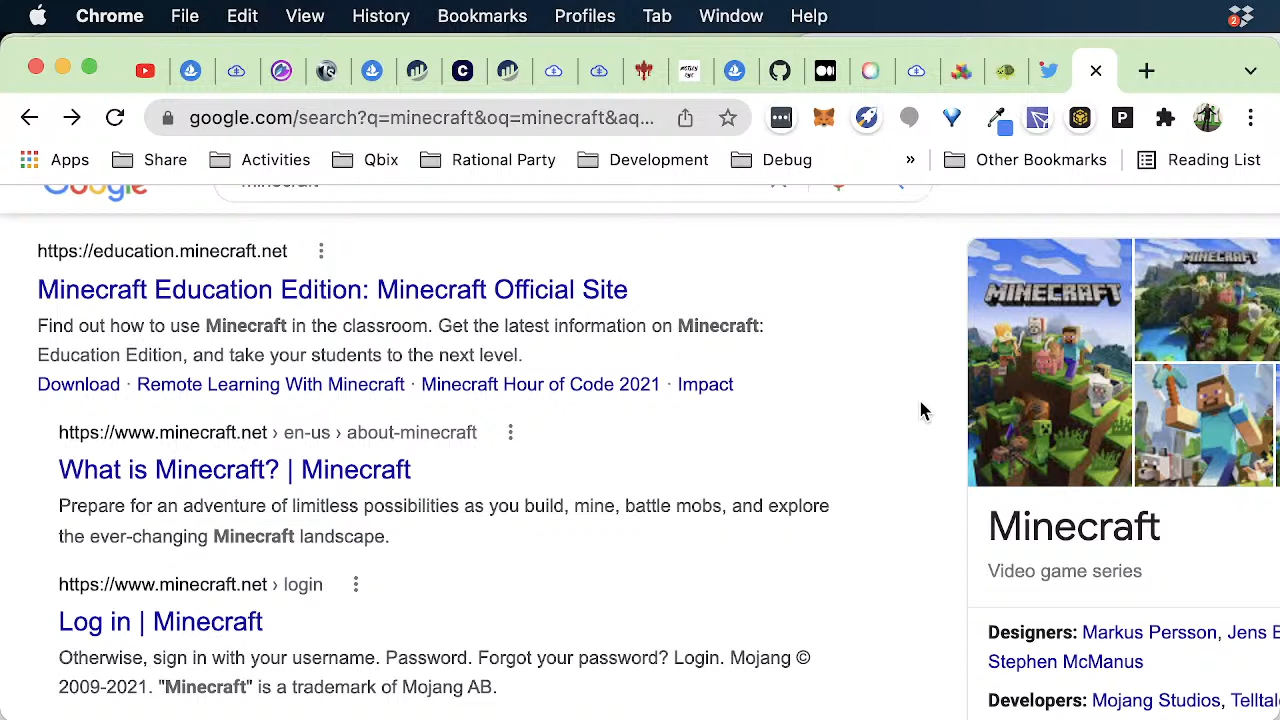 Chrome File Edit View History Bookmarks Profiles Tab Window Help
2
google.com/search?q=minecraft&oq=minecraft&aq...
P
Apps Share Activities Qbix Rational Party Development Debug » Other Bookmarks Reading List
Google minecraft
https://education.minecraft.net
Minecraft Education Edition: Minecraft Official Site
Find out how to use Minecraft in the classroom. Get the latest information on Minecraft:
Education Edition, and take your students to the next level.
Download · Remote Learning With Minecraft · Minecraft Hour of Code 2021 · Impact
https://www.minecraft.net › en-us › about-minecraft
What is Minecraft? | Minecraft
Prepare for an adventure of limitless possibilities as you build, mine, battle mobs, and explore
the ever-changing Minecraft landscape.
https://www.minecraft.net › login
Log in | Minecraft
Otherwise, sign in with your username. Password. Forgot your password? Login. Mojang ©
2009-2021. "Minecraft" is a trademark of Mojang AB.
MINECRAFT
MINECRAFT
Minecraft
Video game series
Designers: Markus Persson, Jens B
Stephen McManus
Developers: Mojang Studios, Telltal